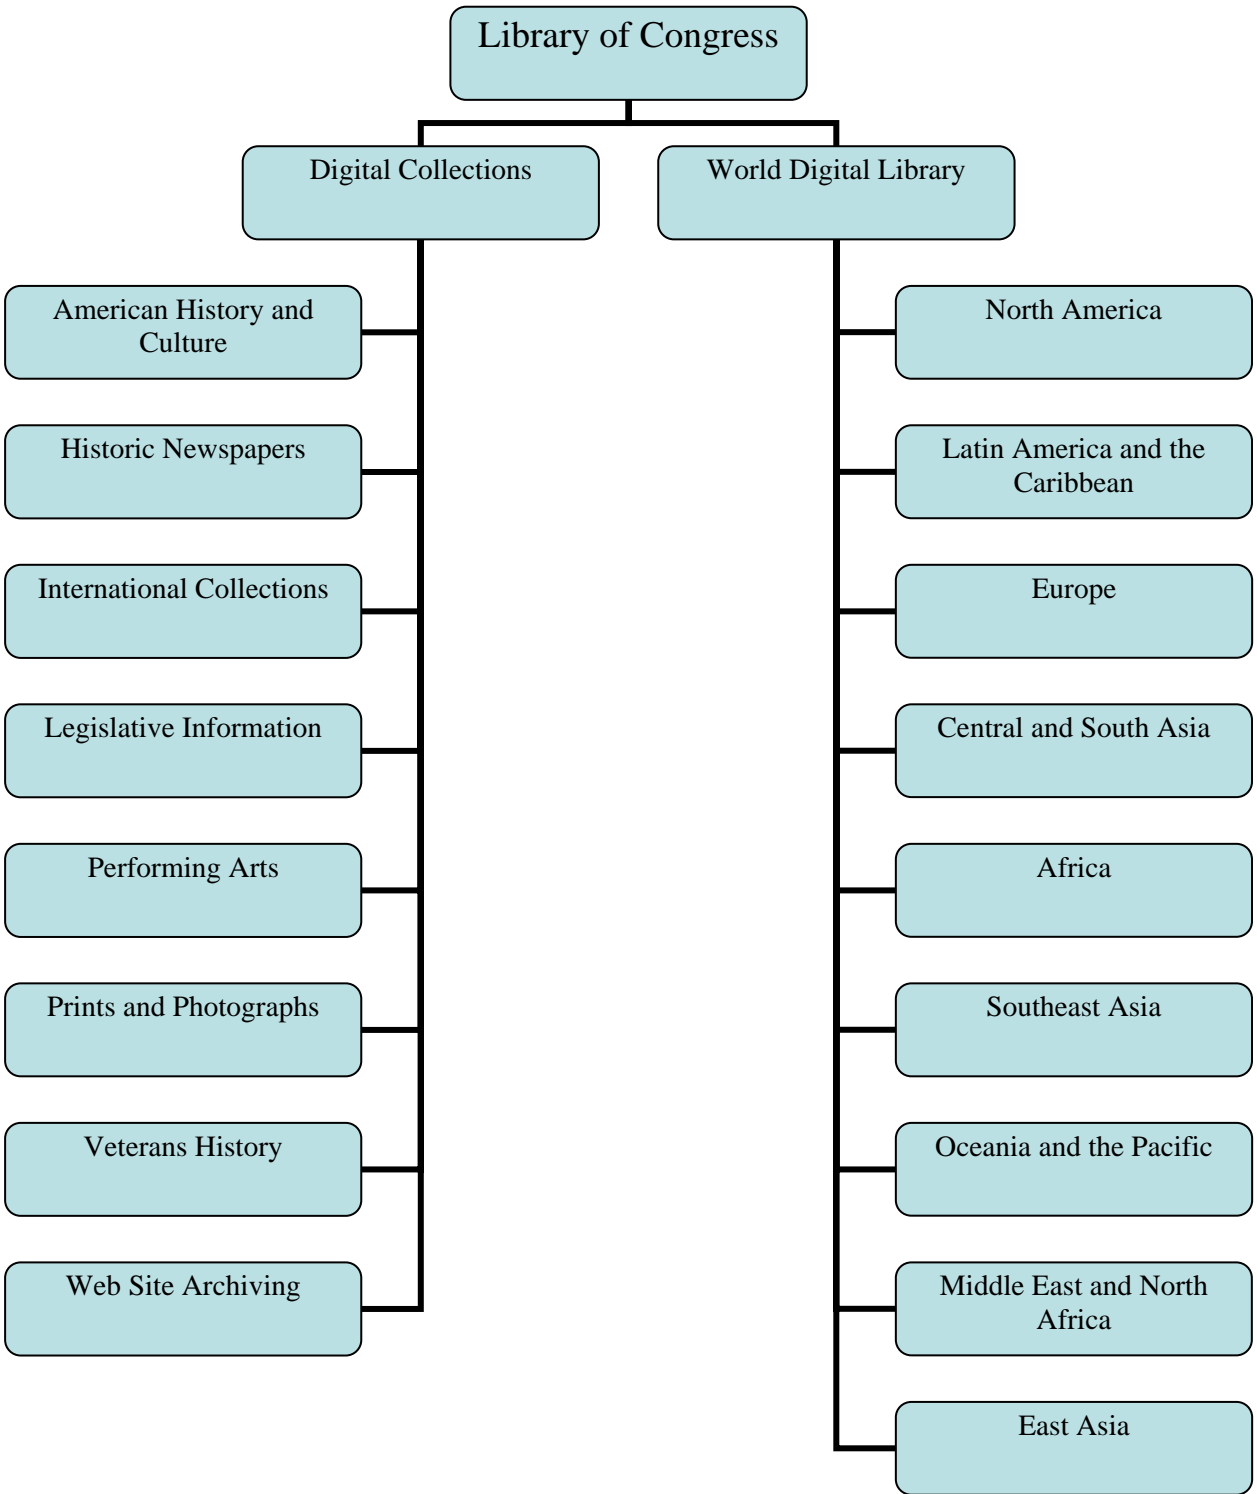 Library of Congress
Digital Collections
World Digital Library
American History and
Culture
Historic Newspapers
International Collections
Legislative Information
Performing Arts
Prints and Photographs
Veterans History
Web Site Archiving
North America
Latin America and the
Caribbean
Europe
Central and South Asia
Africa
Southeast Asia
Oceania and the Pacific
Middle East and North
Africa
East Asia